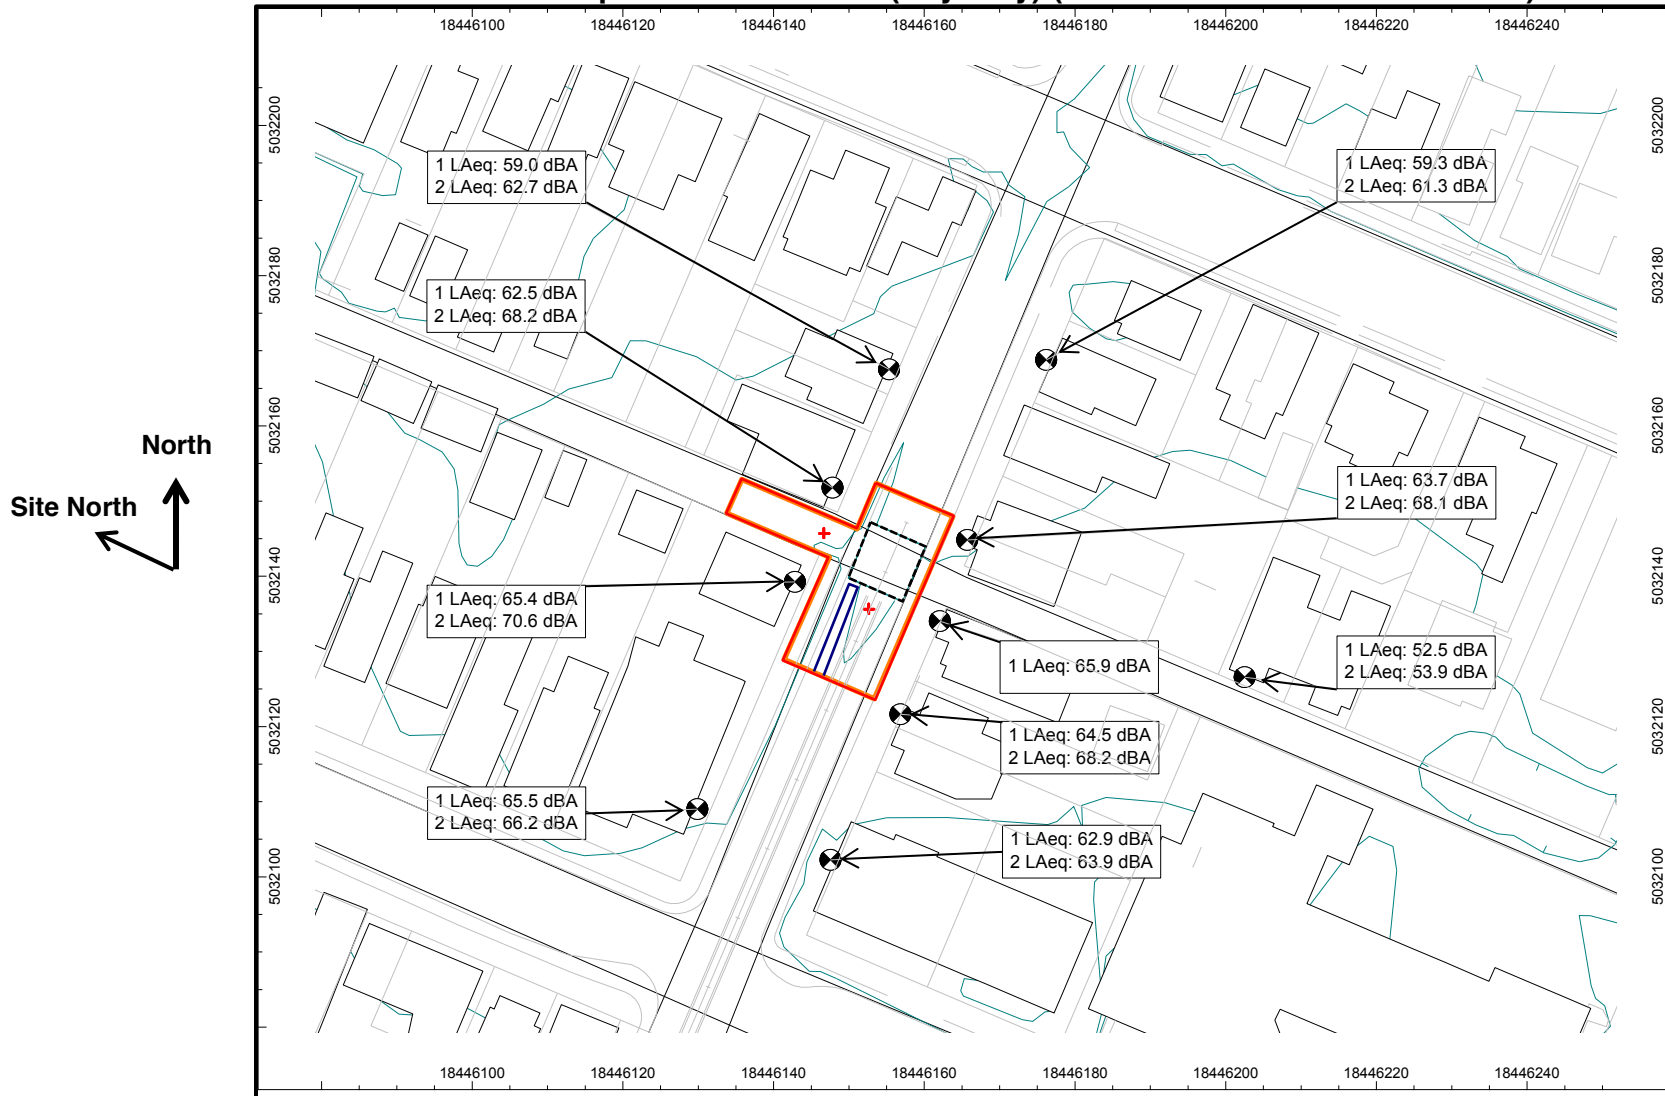 18446100 18446120 18446140 18446160 18446180 18446200 18446220 18446240
5032200
5032200
1 LAeq: 59.0 dBA
2 LAeq: 62.7 dBA
1 LAeq: 59.3 dBA
2 LAeq: 61.3 dBA
5032180
5032180
1 LAeq: 62.5 dBA
2 LAeq: 68.2 dBA
5032160
5032160
North
Site North
1 LAeq: 63.7 dBA
2 LAeq: 68.1 dBA
5032140
5032140
1 LAeq: 65.4 dBA
2 LAeq: 70.6 dBA
1 LAeq: 65.9 dBA
1 LAeq: 52.5 dBA
2 LAeq: 53.9 dBA
5032120
5032120
1 LAeq: 64.5 dBA
2 LAeq: 68.2 dBA
1 LAeq: 65.5 dBA
2 LAeq: 66.2 dBA
1 LAeq: 62.9 dBA
2 LAeq: 63.9 dBA
5032100
5032100
18446100 18446120 18446140 18446160 18446180 18446200 18446220 18446240